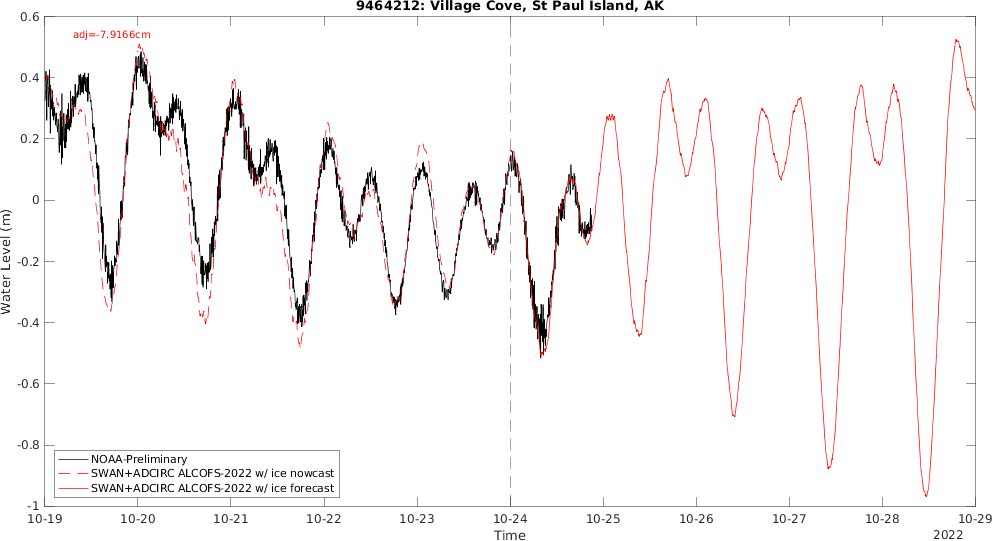 9464212: Village Cove, St Paul Island, AK
adj=-7.9166cm
0.6
0.4
0.2
0
-0.2
-0.4
-0.6
-0.8
-1
Water Level (m)
NOAA-Preliminary
SWAN+ADCIRC ALCOFS-2022 w/ ice nowcast
SWAN+ADCIRC ALCOFS-2022 w/ ice forecast
10-19 10-20 10-21 10-22 10-23 10-24 10-25 10-26 10-27 10-28 10-29
Time
2022